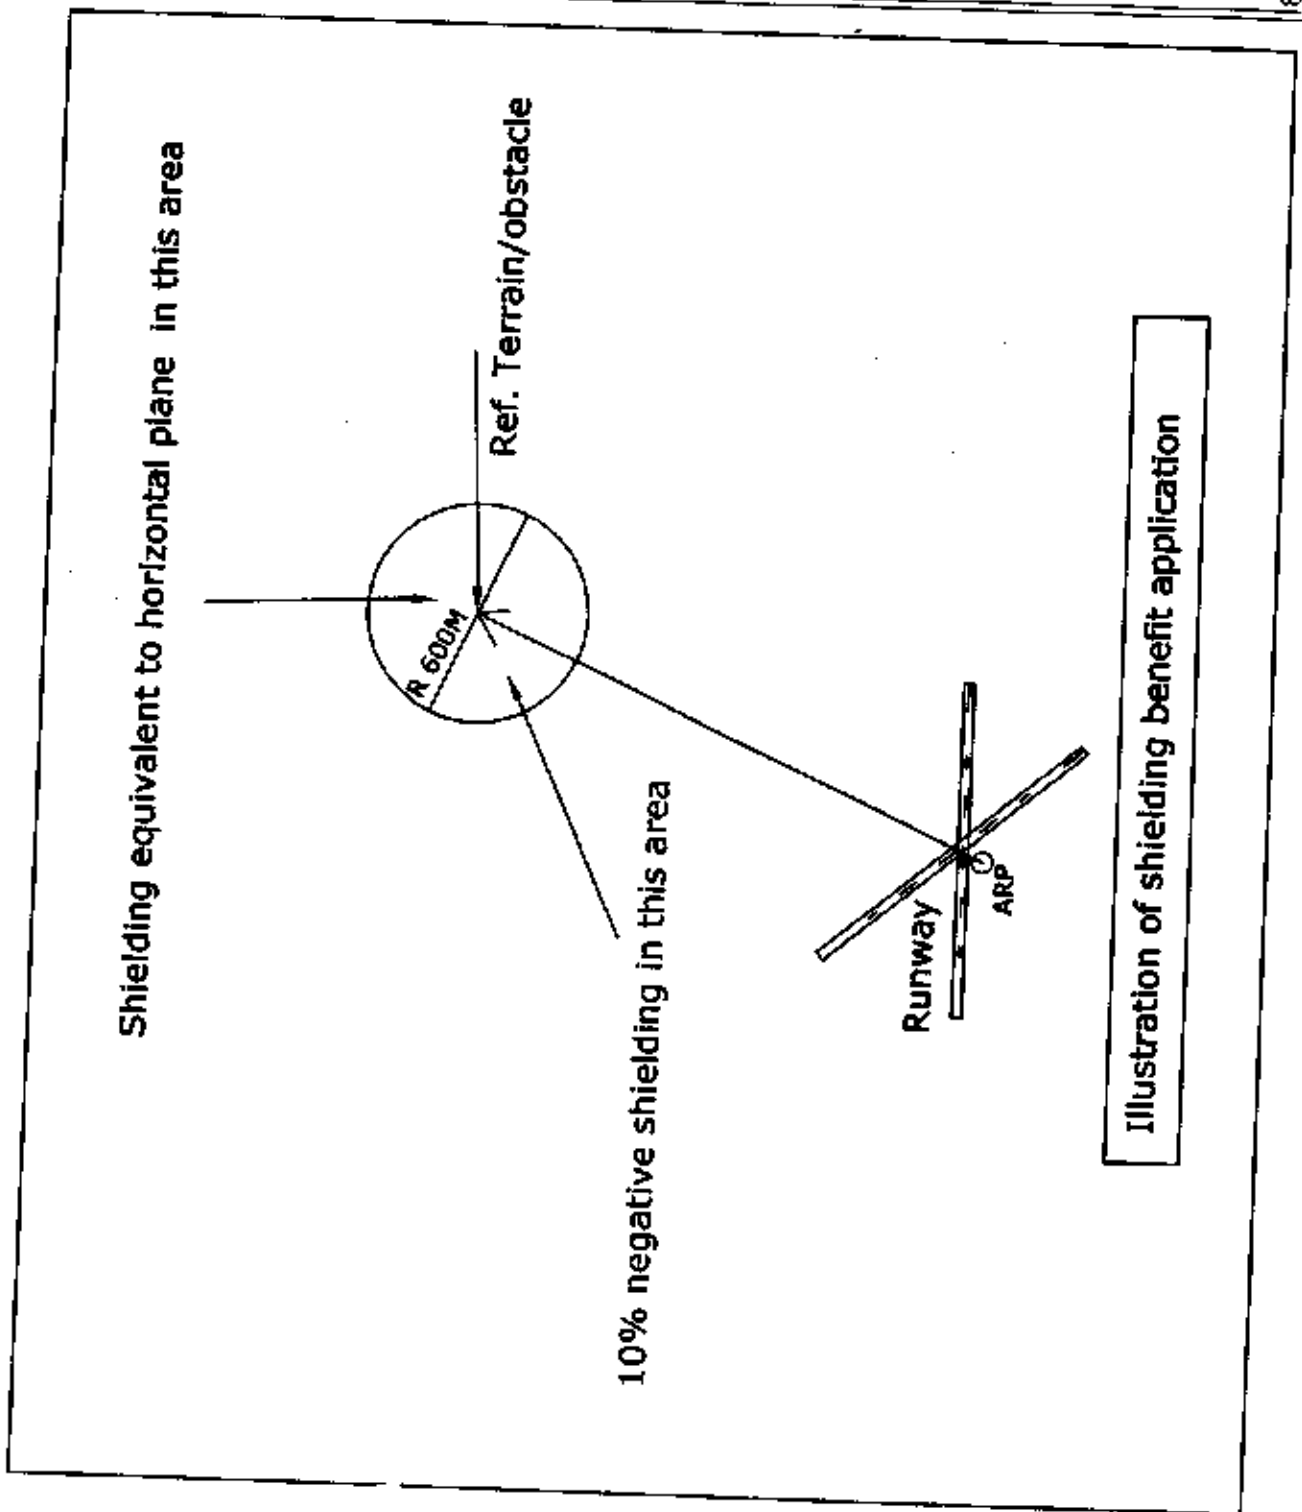 Shielding equivalent to horizontal plane in this area
R 600M
Ref. Terrain/obstacle
10% negative shielding in this area
Runway
ARP
Illustration of shielding benefit application